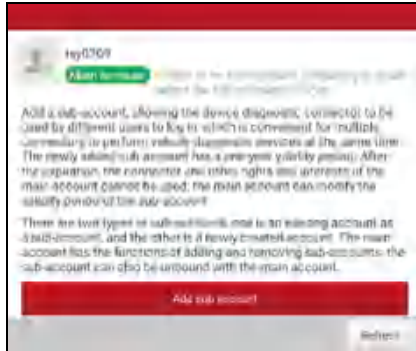 Main Account
Add a sub-account, allowing the device diagnostic connector to be
used by different users to log in, which is convenient for multiple
connectors to perform vehicle diagnostic services at the same time.
The newly added sub account has a one-year validity period. After
the expiration, the connector and other rights and interests of the
main account cannot be used, the main account can modify the
validity period of the sub-account
There are two types of sub-accounts, one is an existing account as
a sub-account, and the other is a newly created account. The main
account has the functions of adding and removing sub-accounts, the
sub-account can also be unbound with the main account.
Add sub account
Refresh